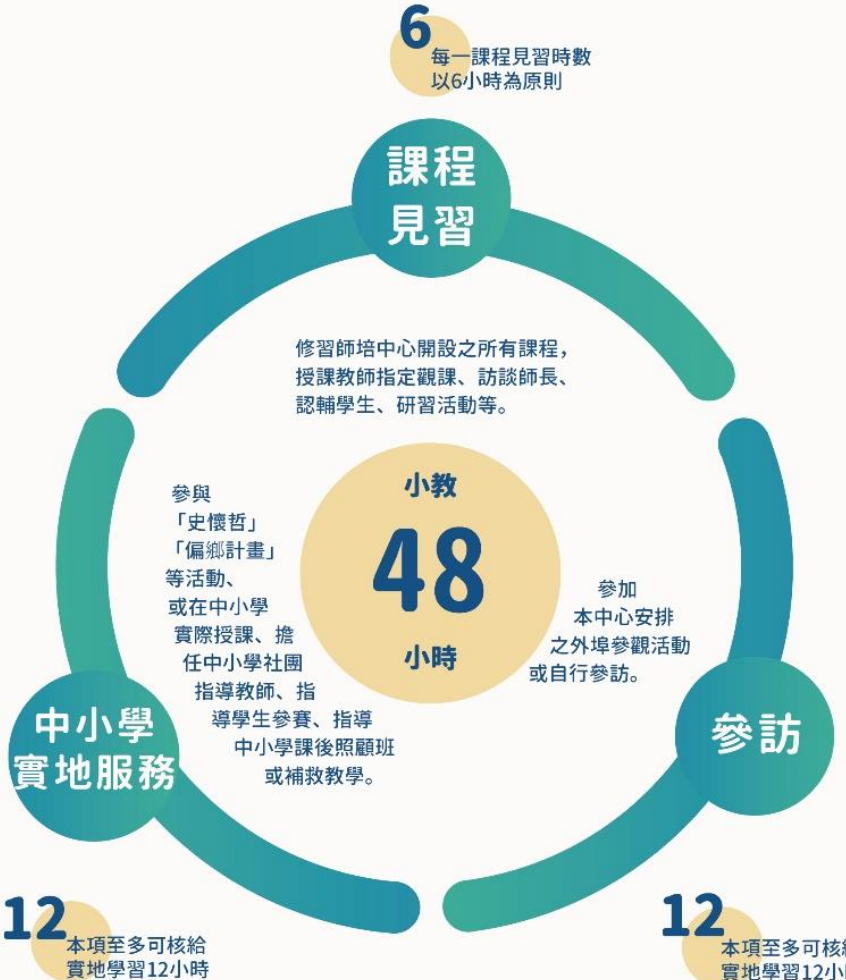 6
每一課程見習時數
以6小時為原則
課程
見習
修習師培中心開設之所有課程，
授課教師指定觀課、訪談師長、
認輔學生、研習活動等。
小教
48
小時
參與
「史懷哲」
「偏鄉計畫」
等活動、
或在中小學
實際授課、擔
任中小學社團
指導教師、指
導學生參賽、指導
中小學課後照顧班
或補救教學。
參加
本中心安排
之外埠參觀活動
或自行參訪。
中小學
實地服務
參訪
12
本項至多可核給
實地學習12小時
12
本項至多可核給
實地學習12小時